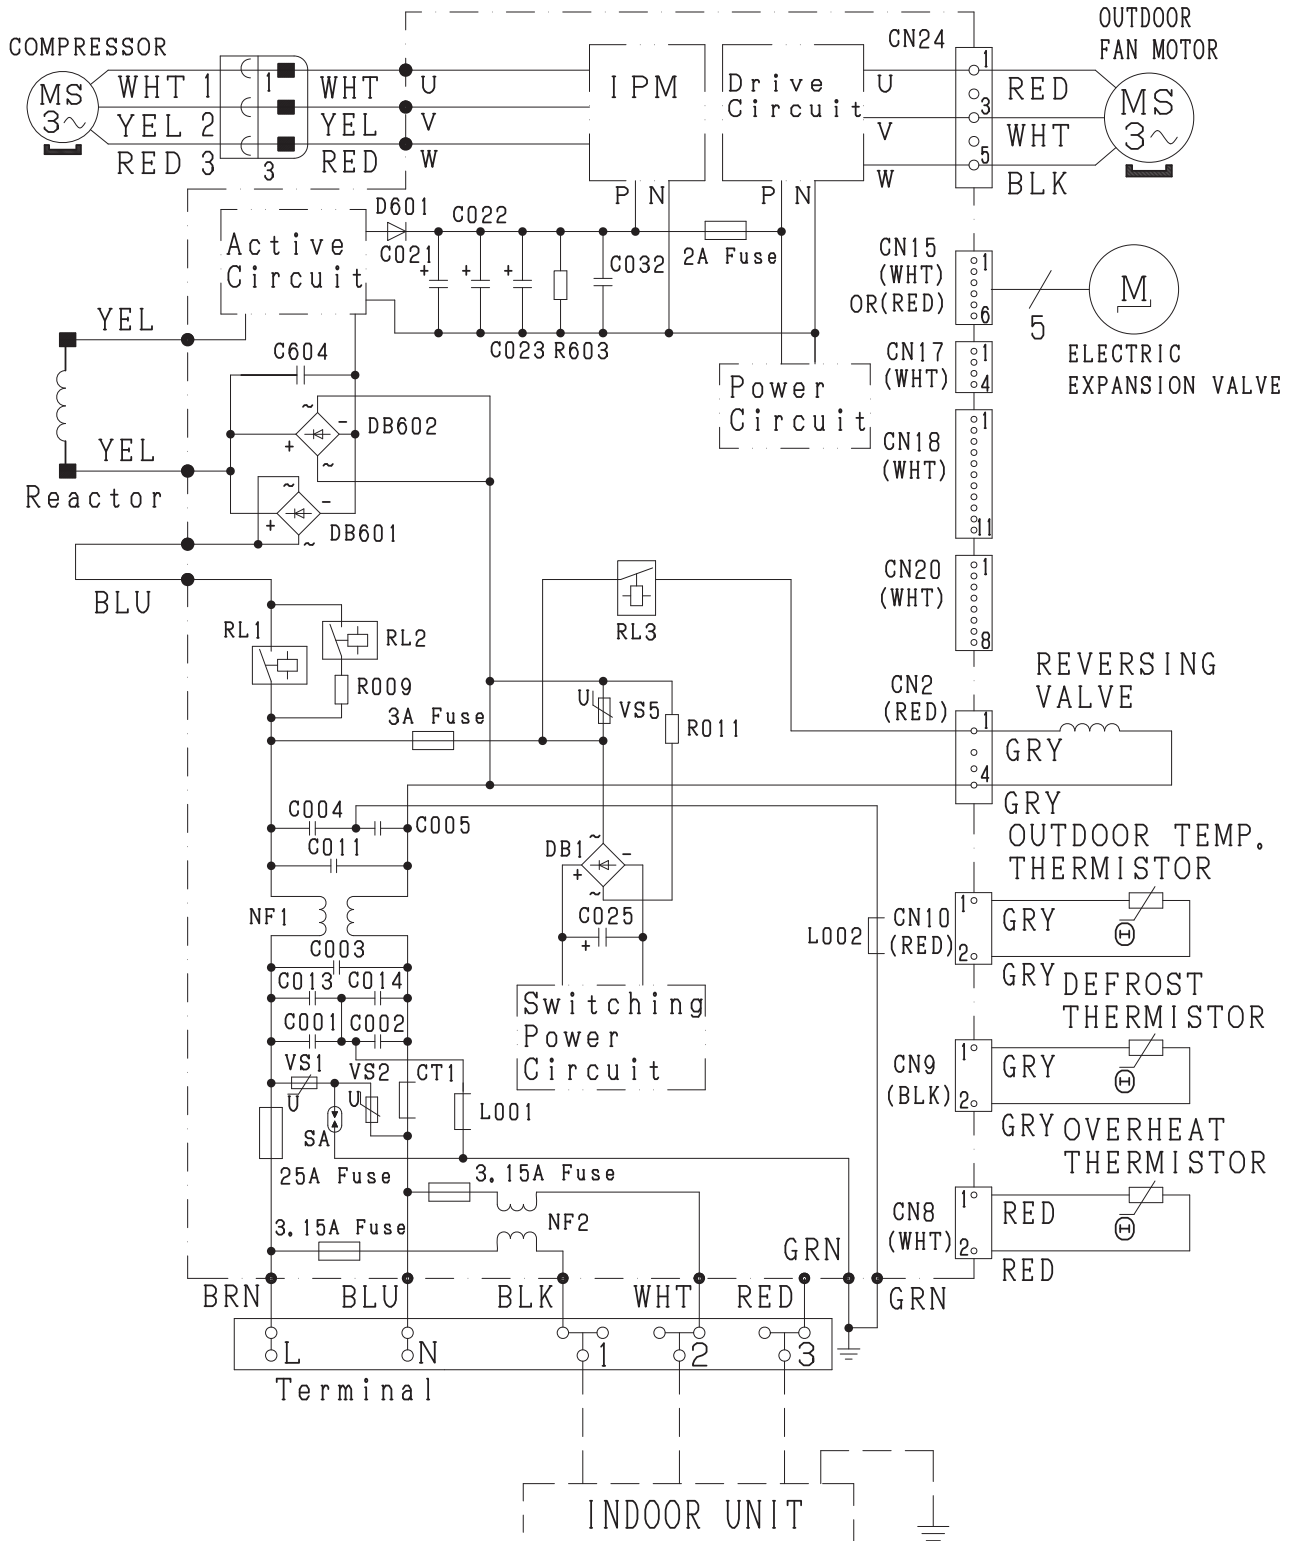 OUTDOOR
FAN MOTOR
COMPRESSOR
CN24
MS
3~
WHT 1
YEL 2
RED 3
1
3
WHT
YEL
RED
U
V
W
IPM
P N
Drive
Circuit
P N
U
V
W
1
3
5
RED
WHT
BLK
MS
3~
D601
C022
C021
+
+
+
C032
2A Fuse
C023
R603
Active
Circuit
CN15
(WHT)
OR(RED)
1
6
5
M
ELECTRIC
EXPANSION VALVE
CN17
(WHT)
1
4
YEL
C604
Power
Circuit
~
DB602
+
-
~
CN18
(WHT)
1
11
YEL
Reactor
~
-
+
DB601
~
BLU
CN20
(WHT)
1
8
RL3
RL1
RL2
R009
3A Fuse
U
VS5
R011
CN2
(RED)
1
4
REVERSING
VALVE
GRY
GRY
C004
C005
C011
DB1
~
-
+
~
C025
+
OUTDOOR TEMP.
THERMISTOR
NF1
L002
CN10
(RED)
1
2
GRY
GRY
Θ
C003
C013
C014
C001
C002
Switching
Power
Circuit
DEFROST
THERMISTOR
VS1
U
VS2
U
CT1
SA
L001
CN9
(BLK)
1
2
GRY
GRY
Θ
25A Fuse
3.15A Fuse
OVERHEAT
THERMISTOR
3.15A Fuse
NF2
CN8
(WHT)
1
2
RED
RED
Θ
GRN
BRN
BLU
BLK
WHT
RED
GRN
L
N
1
2
3
Terminal
INDOOR UNIT